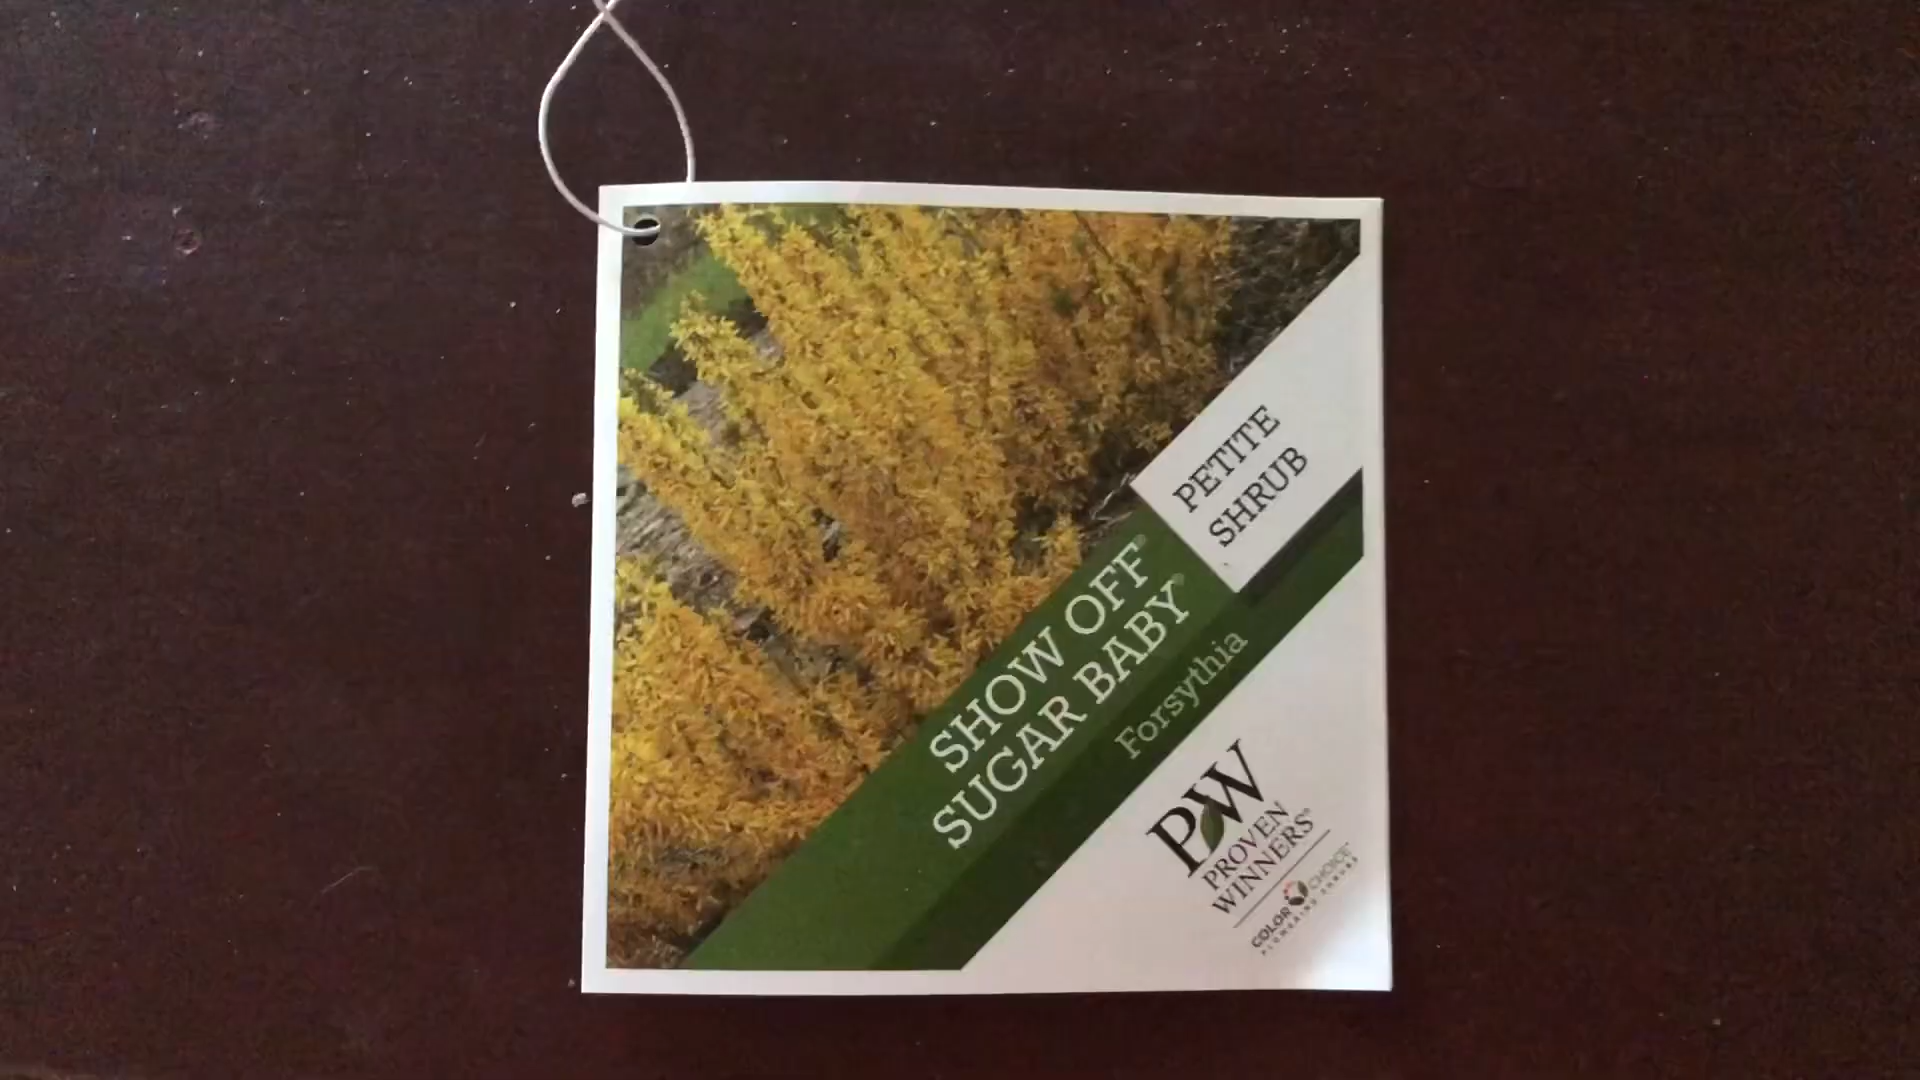 PETITE
SHRUB
SHOW OFF®
SUGAR BABY®
Forsythia
PW
PROVEN
WINNERS®
COLOR CHOICE®
FLOWERING SHRUBS